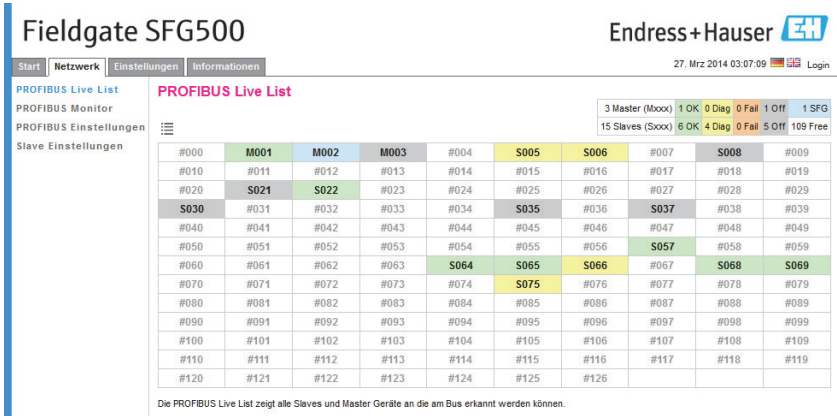 Fieldgate SFG500
Endress+Hauser EH
Start Netzwerk Einstellungen Informationen
27. Mrz 2014 03:07:09 Login
PROFIBUS Live List
PROFIBUS Monitor
PROFIBUS Einstellungen
Slave Einstellungen
PROFIBUS Live List
3 Master (Mxxx) 1 OK 0 Diag 0 Fail 1 Off 1 SFG
15 Slaves (Sxxx) 6 OK 4 Diag 0 Fail 5 Off 109 Free
#000 M001 M002 M003 #004 S005 S006 #007 S008 #009
#010 #011 #012 #013 #014 #015 #016 #017 #018 #019
#020 S021 S022 #023 #024 #025 #026 #027 #028 #029
S030 #031 #032 #033 #034 S035 #036 S037 #038 #039
#040 #041 #042 #043 #044 #045 #046 #047 #048 #049
#050 #051 #052 #053 #054 #055 #056 S057 #058 #059
#060 #061 #062 #063 S064 S065 S066 #067 S068 S069
#070 #071 #072 #073 #074 S075 #076 #077 #078 #079
#080 #081 #082 #083 #084 #085 #086 #087 #088 #089
#090 #091 #092 #093 #094 #095 #096 #097 #098 #099
#100 #101 #102 #103 #104 #105 #106 #107 #108 #109
#110 #111 #112 #113 #114 #115 #116 #117 #118 #119
#120 #121 #122 #123 #124 #125 #126
Die PROFIBUS Live List zeigt alle Slaves und Master Geräte an die am Bus erkannt werden können.